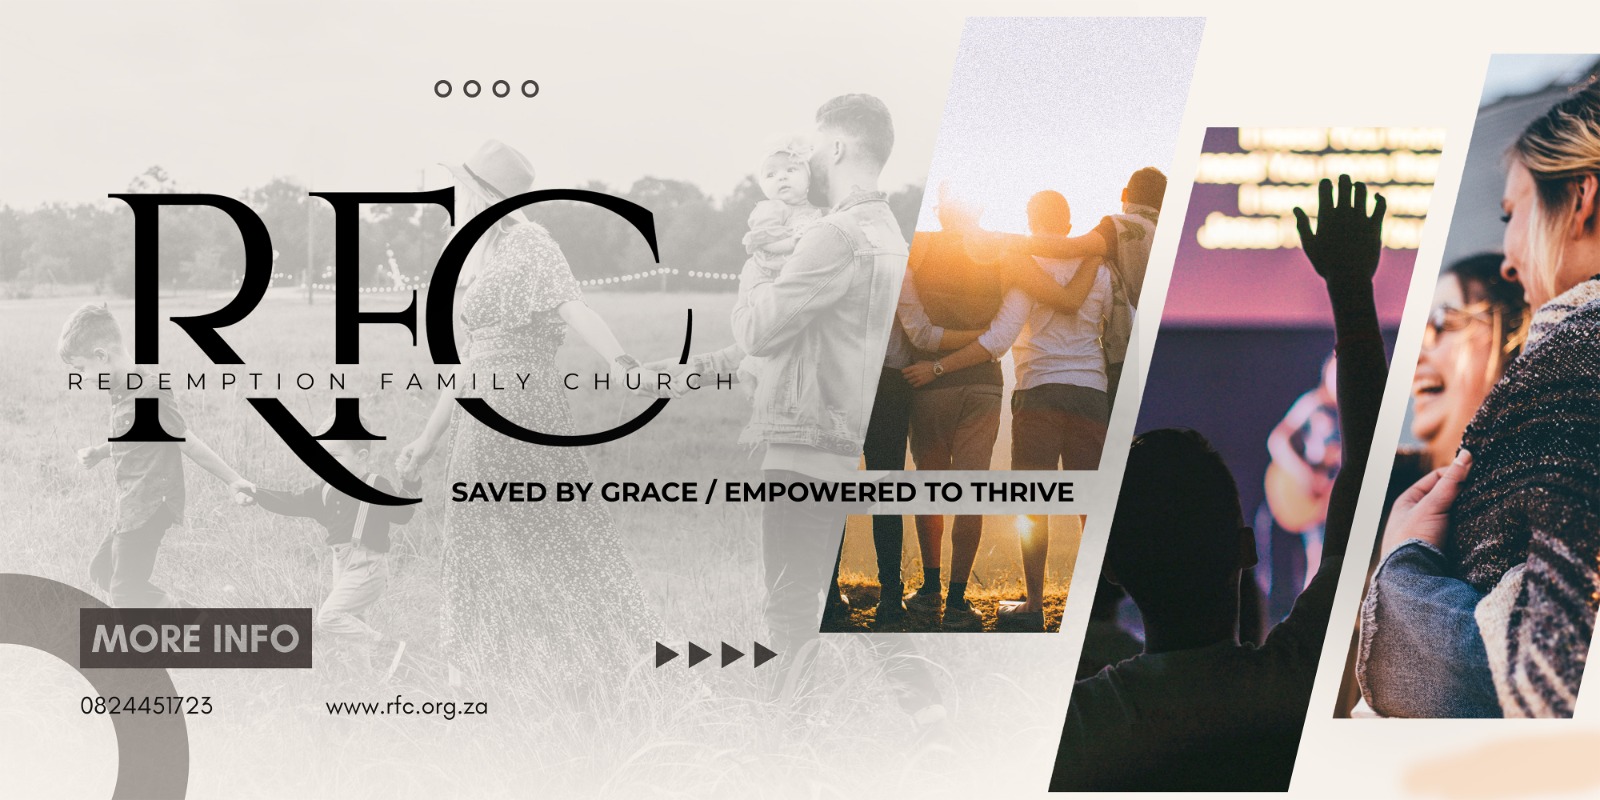 RFC
REDEMPTION FAMILY CHURCH
SAVED BY GRACE / EMPOWERED TO THRIVE
MORE INFO
0824451723
www.rfc.org.za